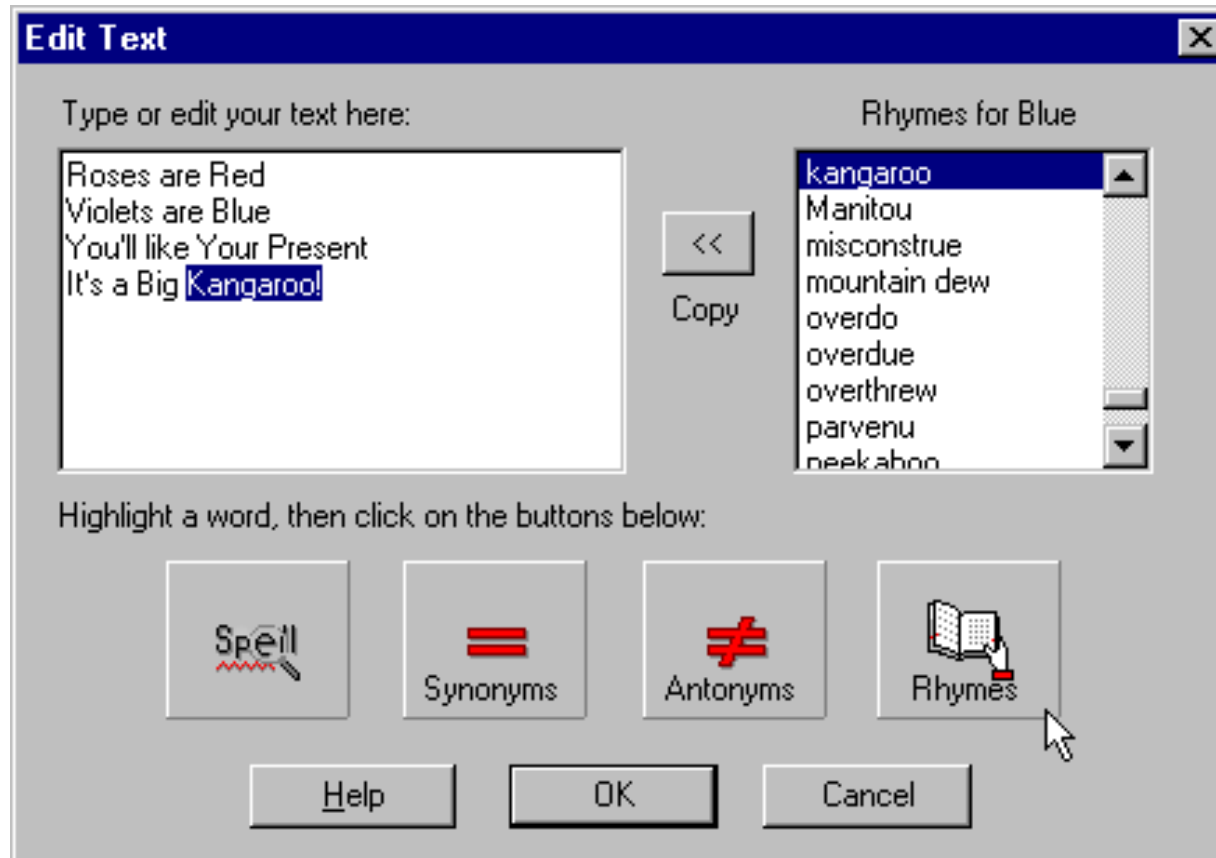 Edit Text
Type or edit your text here:
Roses are Red
Violets are Blue
You'll like Your Present
It's a Big Kangaroo!
<<
Copy
Rhymes for Blue
kangaroo
Manitou
misconstrue
mountain dew
overdo
overdue
overthrew
parvenu
peekaboo
Highlight a word, then click on the buttons below:
Spell
Synonyms
Antonyms
Rhymes
Help
OK
Cancel